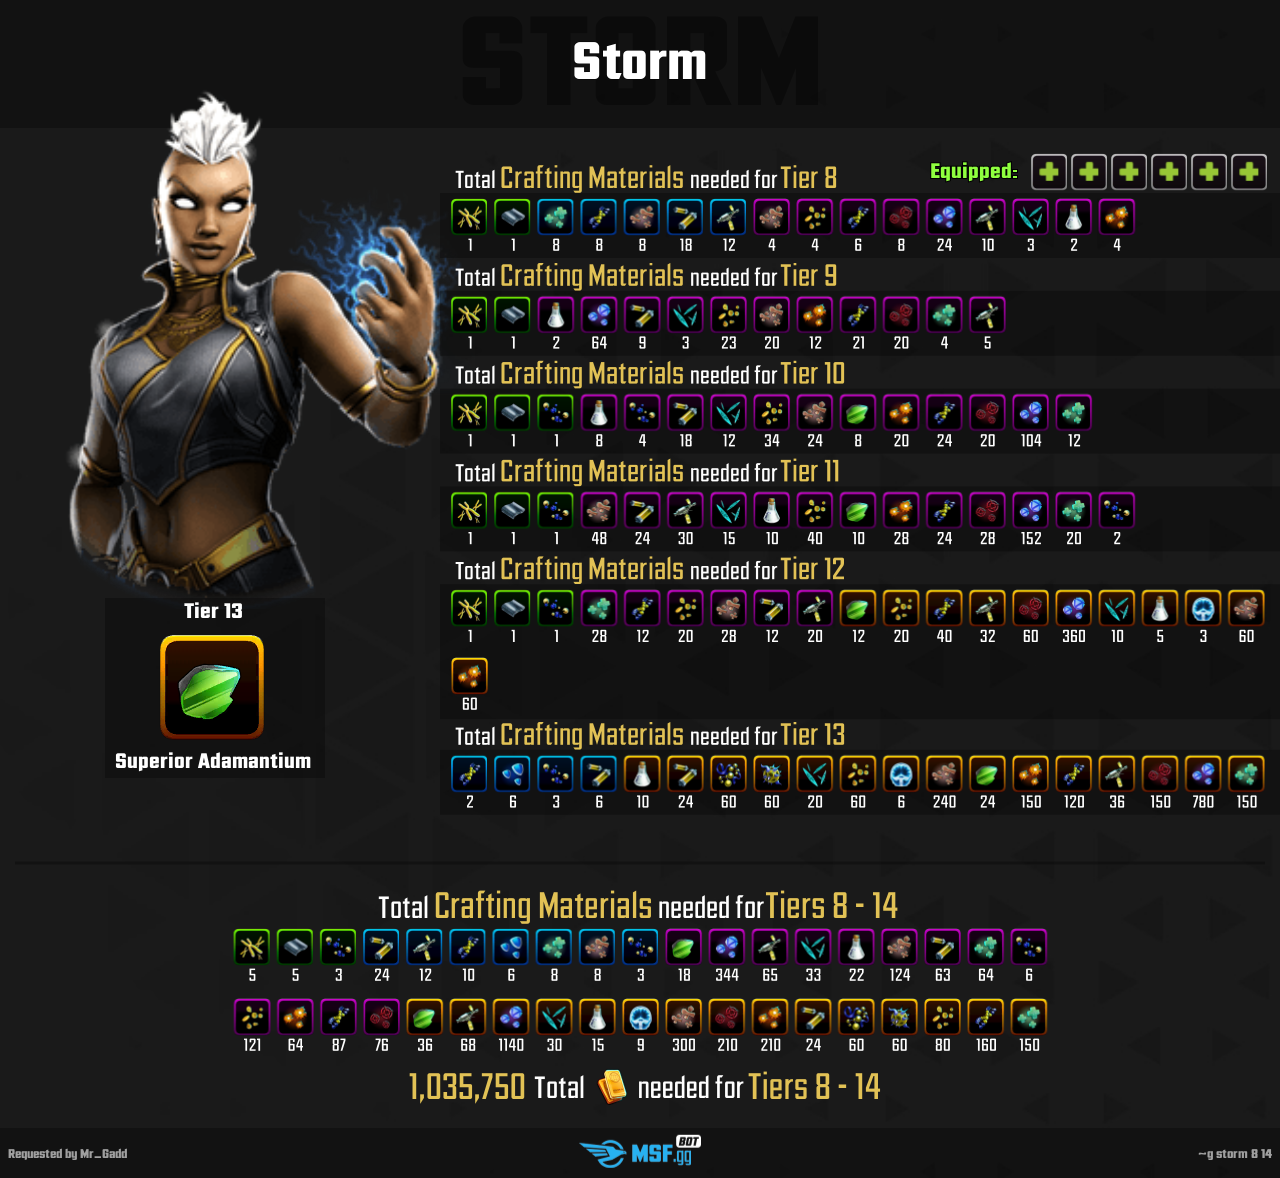 STORM
Storm
Equipped:
Total Crafting Materials needed for Tier 8
1 1 8 8 8 18 12 4 4 6 8 24 10 3 2 4
Total Crafting Materials needed for Tier 9
1 1 2 64 9 3 23 20 12 21 20 4 5
Total Crafting Materials needed for Tier 10
1 1 1 8 4 18 12 34 24 8 20 24 20 104 12
Total Crafting Materials needed for Tier 11
1 1 1 48 24 30 15 10 40 10 28 24 28 152 20 2
Total Crafting Materials needed for Tier 12
1 1 1 28 12 20 28 12 20 12 20 40 32 60 360 10 5 3 60
60
Total Crafting Materials needed for Tier 13
2 6 3 6 10 24 60 60 20 60 6 240 24 150 120 36 150 780 150
Tier 13
Superior Adamantium
Total Crafting Materials needed for Tiers 8 - 14
5 5 3 24 12 10 6 8 8 3 18 344 65 33 22 124 63 64 6
121 64 87 76 36 68 1140 30 15 9 300 210 210 24 60 60 80 160 150
1,035,750 Total needed for Tiers 8 - 14
Requested by Mr_Gadd
MSF.gg BOT
~g storm 8 14